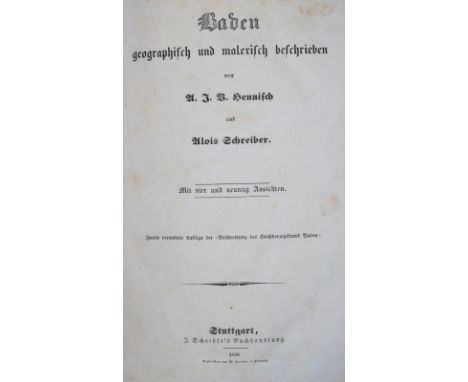 Baden
geographisch und malerisch beschrieben
von
A. J. V. Heunisch
und
Alois Schreiber.
Mit vier und neunzig Ansichten.
Zweite vermehrte Auflage der »Beschreibung des Großherzogthums Baden.«
Stuttgart,
J. Scheible's Buchhandlung.